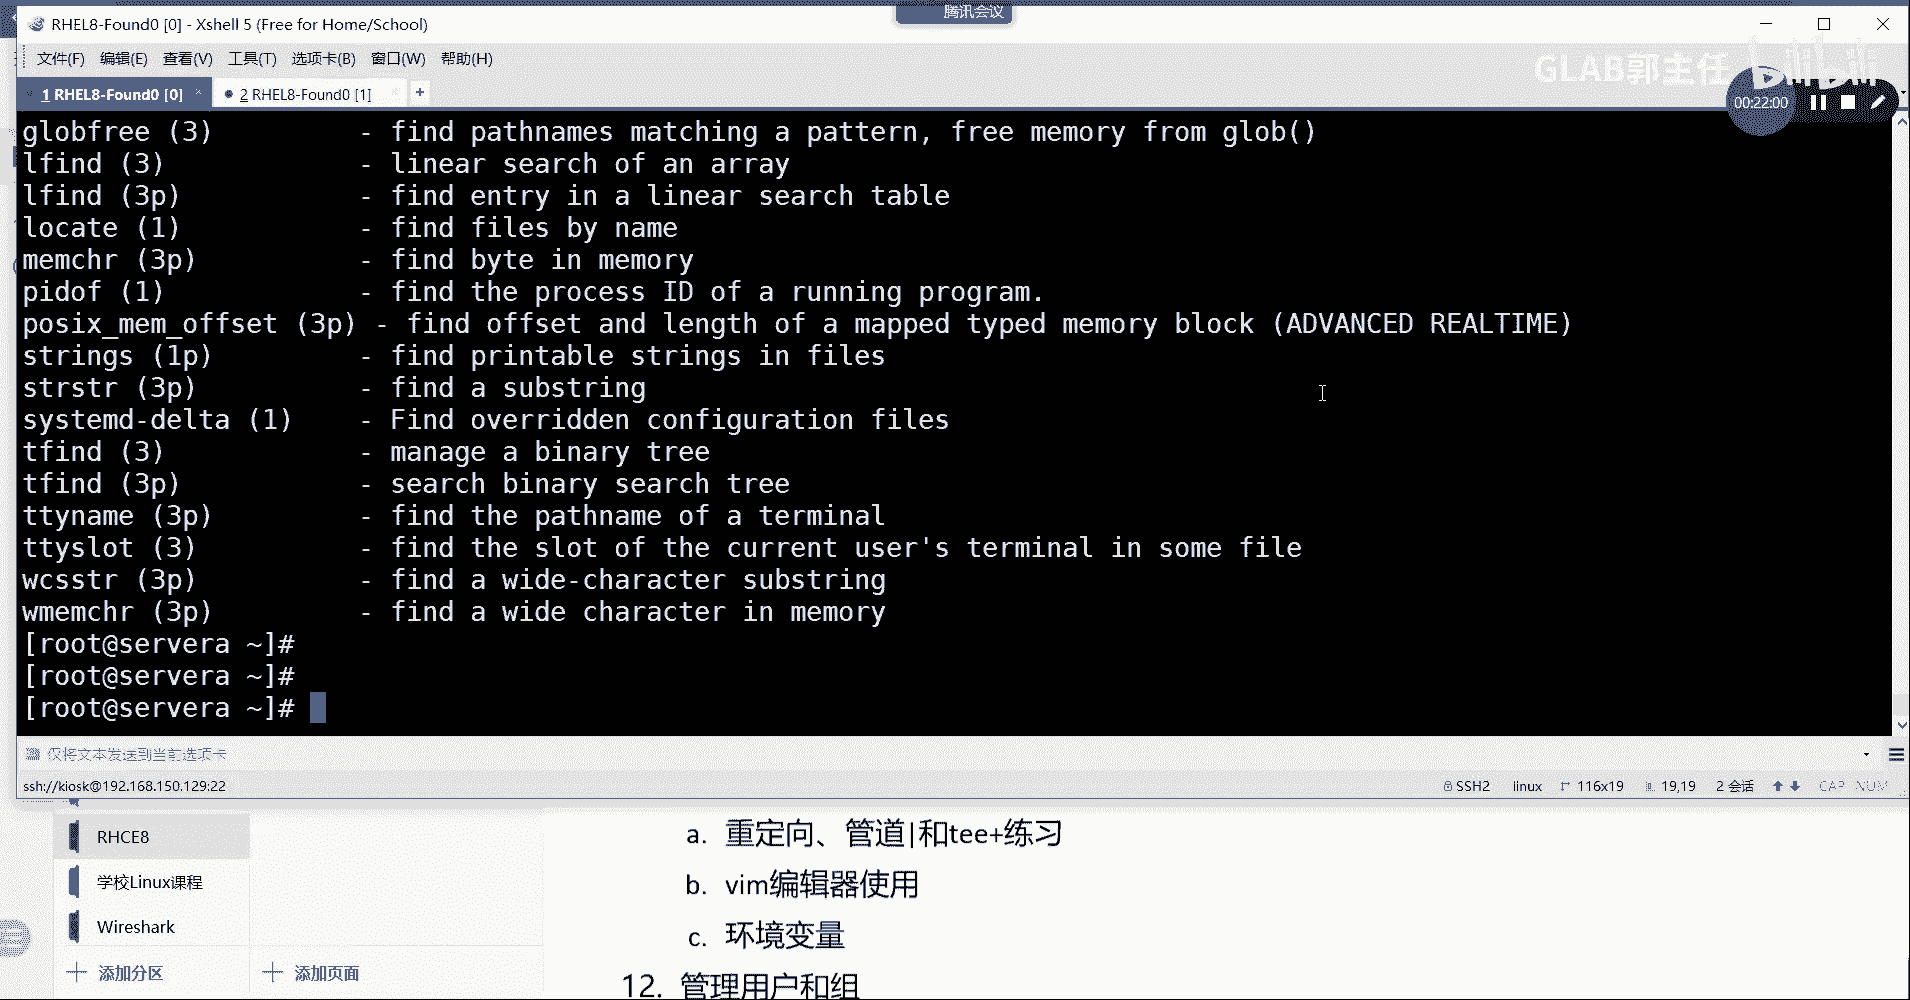 腾讯会议
RHEL8-Found0 [0] - Xshell 5 (Free for Home/School)
文件(F) 编辑(E) 查看(V) 工具(T) 选项卡(B) 窗口(W) 帮助(H)
GLAB郭主任 bilibili
1 RHEL8-Found0 [0] × 2 RHEL8-Found0 [1] × +
00:22:00
globfree (3) - find pathnames matching a pattern, free memory from glob()
lfind (3) - linear search of an array
lfind (3p) - find entry in a linear search table
locate (1) - find files by name
memchr (3p) - find byte in memory
pidof (1) - find the process ID of a running program.
posix_mem_offset (3p) - find offset and length of a mapped typed memory block (ADVANCED REALTIME)
strings (1p) - find printable strings in files
strstr (3p) - find a substring
systemd-delta (1) - Find overridden configuration files
tfind (3) - manage a binary tree
tfind (3p) - search binary search tree
ttyname (3p) - find the pathname of a terminal
ttyslot (3) - find the slot of the current user's terminal in some file
wcsstr (3p) - find a wide-character substring
wmemchr (3p) - find a wide character in memory
[root@servera ~]#
[root@servera ~]#
[root@servera ~]#
仅将文本发送到当前选项卡
ssh://kiosk@192.168.150.129:22 SSH2 linux 116x19 19,19 2 会话 CAP NUM
RHCE8
学校Linux课程
Wireshark
添加分区 添加页面
a. 重定向、管道|和tee+练习
b. vim编辑器使用
c. 环境变量
12. 管理用户和组